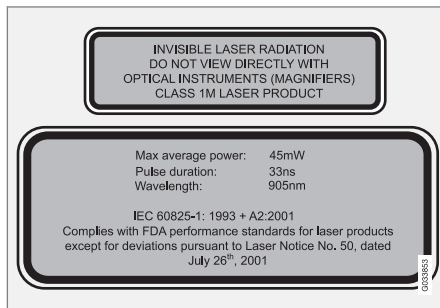 INVISIBLE LASER RADIATION
DO NOT VIEW DIRECTLY WITH
OPTICAL INSTRUMENTS (MAGNIFIERS)
CLASS 1M LASER PRODUCT
Max average power: 45mW
Pulse duration: 33ns
Wavelength: 905nm
IEC 60825-1: 1993 + A2:2001
Complies with FDA performance standards for laser products
except for deviations pursuant to Laser Notice No. 50, dated
July 26th, 2001
G033853